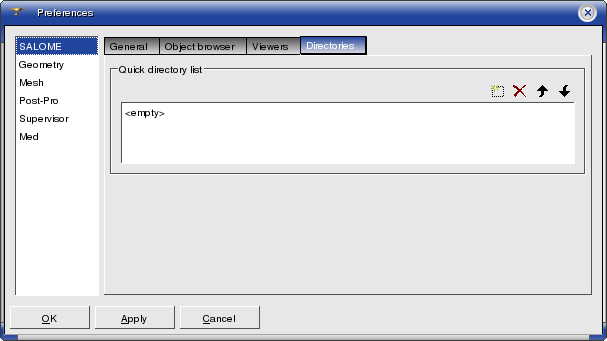 Preferences
SALOME
Geometry
Mesh
Post-Pro
Supervisor
Med
General
Object browser
Viewers
Directories
Quick directory list
<empty>
OK
Apply
Cancel